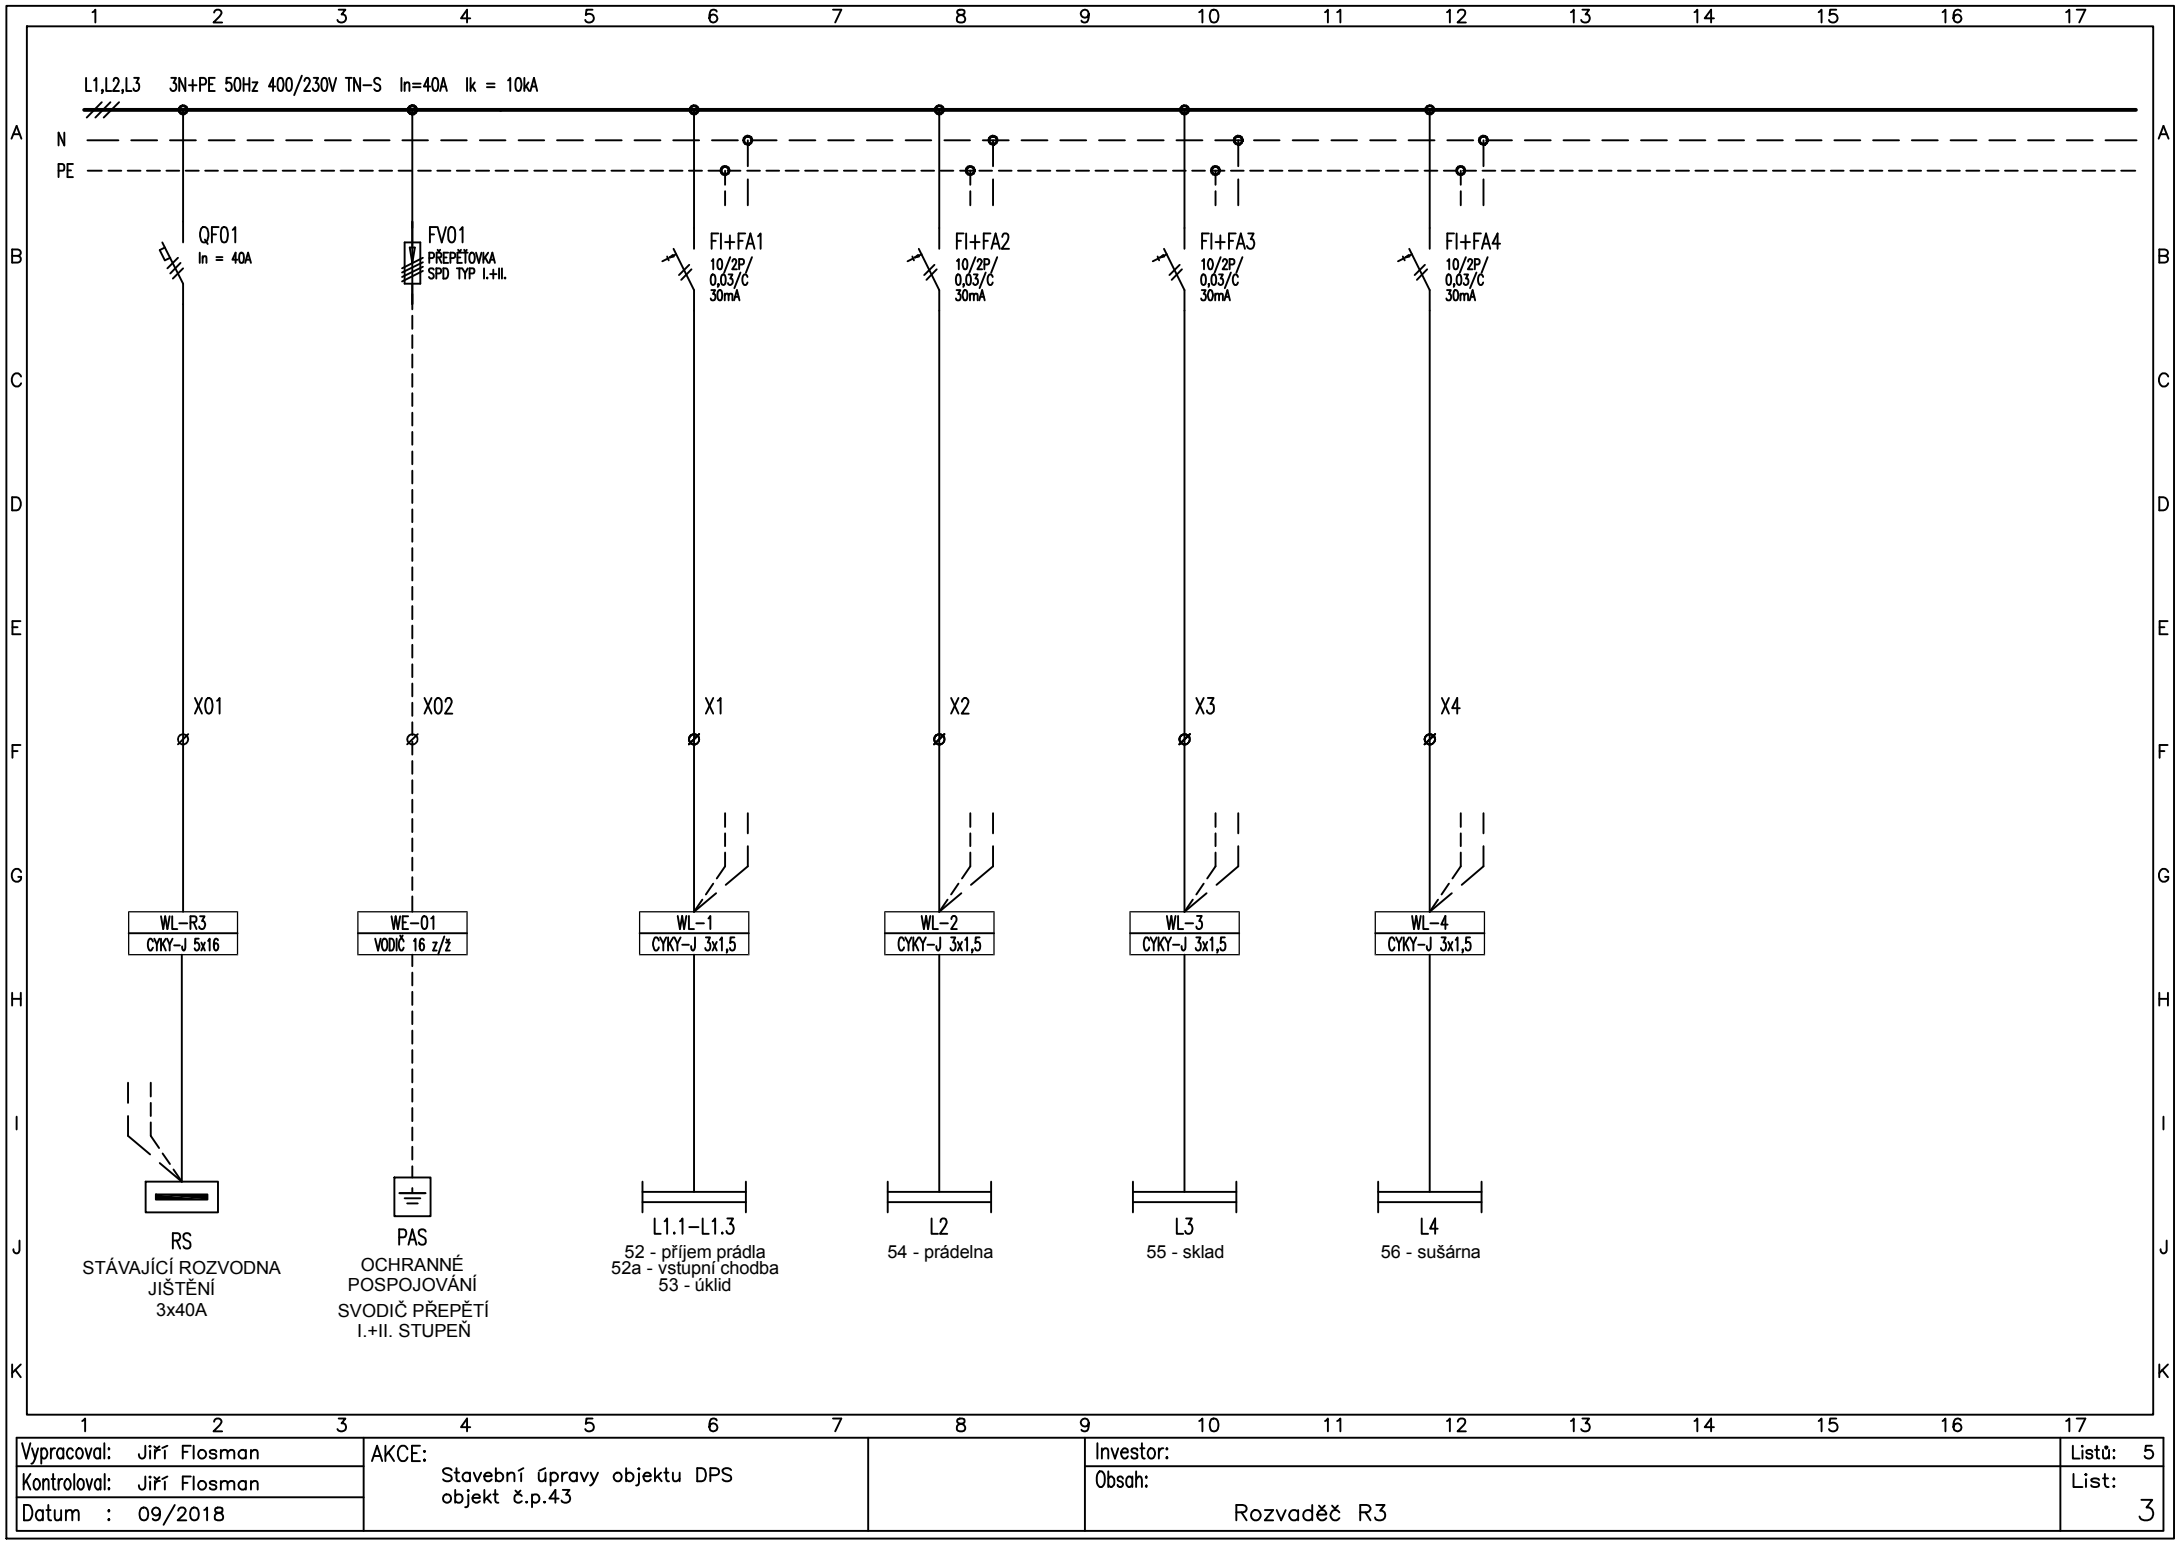 1 2 3 4 5 6 7 8 9 10 11 12 13 14 15 16 17
L1,L2,L3 3N+PE 50Hz 400/230V TN-S In=40A Ik = 10kA
A A
N
PE
B B
QF01
In = 40A
FV01
PŘEPĚŤOVKA
SPD TYP I.+II.
FI+FA1
10/2P/
0,03/C
30mA
FI+FA2
10/2P/
0,03/C
30mA
FI+FA3
10/2P/
0,03/C
30mA
FI+FA4
10/2P/
0,03/C
30mA
C C
D D
E E
X01 X02 X1 X2 X3 X4
F F
G G
WL-R3
CYKY-J 5x16
WE-01
VODIČ 16 z/ž
WL-1
CYKY-J 3x1,5
WL-2
CYKY-J 3x1,5
WL-3
CYKY-J 3x1,5
WL-4
CYKY-J 3x1,5
H H
I I
J J
RS
STÁVAJÍCÍ ROZVODNA
JIŠTĚNÍ
3x40A
PAS
OCHRANNÉ
POSPOJOVÁNÍ
SVODIČ PŘEPĚTÍ
I.+II. STUPEŇ
L1.1-L1.3
52 - příjem prádla
52a - vstupní chodba
53 - úklid
L2
54 - prádelna
L3
55 - sklad
L4
56 - sušárna
K K
1 2 3 4 5 6 7 8 9 10 11 12 13 14 15 16 17
Vypracoval: Jiří Flosman
Kontroloval: Jiří Flosman
Datum : 09/2018
AKCE:
Stavební úpravy objektu DPS
objekt č.p.43
Investor:
Obsah:
Rozvaděč R3
Listů: 5
List:
3